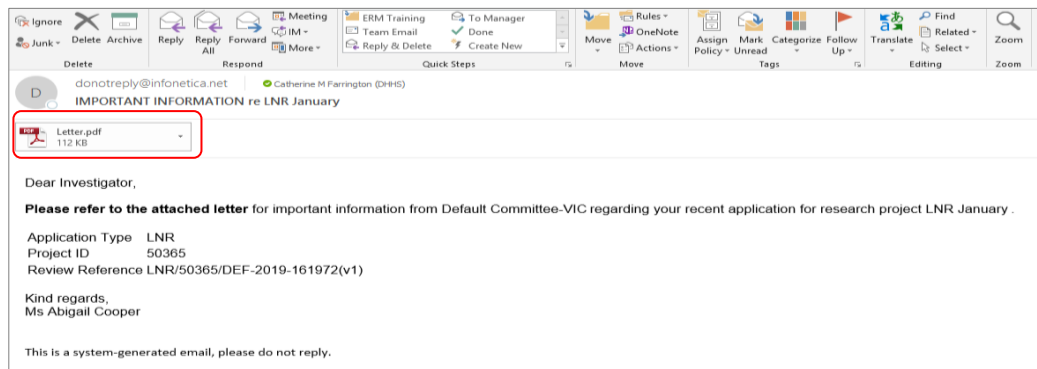 Ignore
Junk
Delete
Archive
Delete
Reply
Reply All
Forward
Meeting
IM
More
Respond
ERM Training
Team Email
Reply & Delete
To Manager
Done
Create New
Quick Steps
Move
Rules
OneNote
Actions
Move
Assign Policy
Mark Unread
Categorize
Follow Up
Tags
Translate
Find
Related
Select
Editing
Zoom
Zoom
D
donotreply@infonetica.net
Catherine M Farrington (DHHS)
IMPORTANT INFORMATION re LNR January
PDF
Letter.pdf
112 KB
Dear Investigator,
Please refer to the attached letter for important information from Default Committee-VIC regarding your recent application for research project LNR January .
Application Type LNR
Project ID 50365
Review Reference LNR/50365/DEF-2019-161972(v1)
Kind regards,
Ms Abigail Cooper
This is a system-generated email, please do not reply.